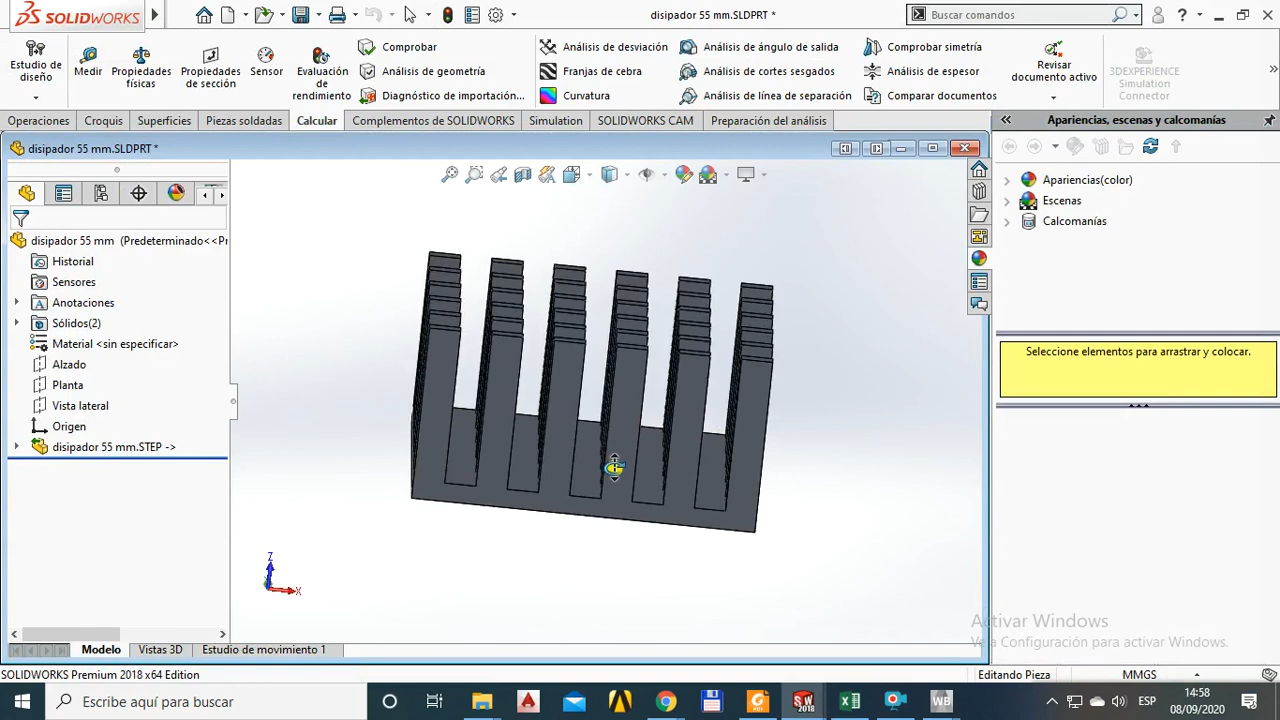 SOLIDWORKS
disipador 55 mm.SLDPRT *
Buscar comandos
Estudio de diseño
Medir
Propiedades físicas
Propiedades de sección
Sensor
Evaluación de rendimiento
Comprobar
Análisis de geometría
Diagnóstico de importación...
Análisis de desviación
Franjas de cebra
Curvatura
Análisis de ángulo de salida
Análisis de cortes sesgados
Análisis de línea de separación
Comprobar simetría
Análisis de espesor
Comparar documentos
Revisar documento activo
3DEXPERIENCE Simulation Connector
Operaciones
Croquis
Superficies
Piezas soldadas
Calcular
Complementos de SOLIDWORKS
Simulation
SOLIDWORKS CAM
Preparación del análisis
disipador 55 mm.SLDPRT *
disipador 55 mm (Predeterminado<<Pr
Historial
Sensores
Anotaciones
Sólidos(2)
Material <sin especificar>
Alzado
Planta
Vista lateral
Origen
disipador 55 mm.STEP ->
Z
X
Apariencias, escenas y calcomanías
Apariencias(color)
Escenas
Calcomanías
Seleccione elementos para arrastrar y colocar.
Activar Windows
Ve a Configuración para activar Windows.
Modelo
Vistas 3D
Estudio de movimiento 1
SOLIDWORKS Premium 2018 x64 Edition
Editando Pieza
MMGS
Escribe aquí para buscar
SW
2018
WB
ESP
14:58
08/09/2020